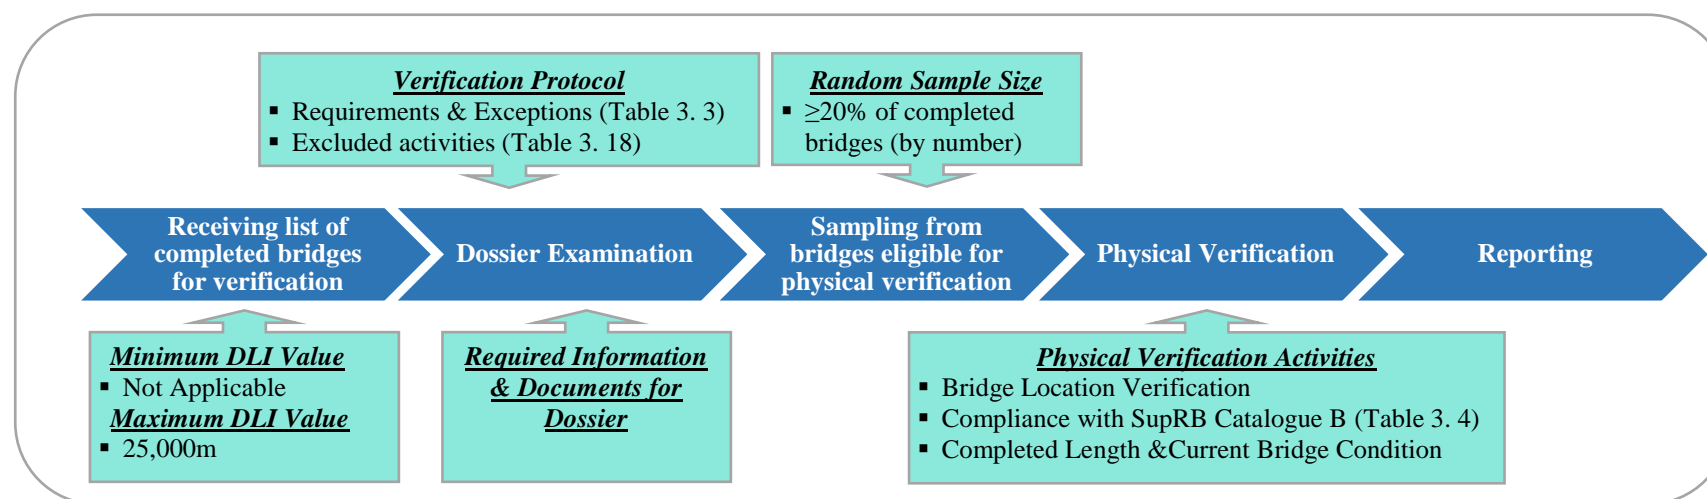 Verification Protocol
▪ Requirements & Exceptions (Table 3. 3)
▪ Excluded activities (Table 3. 18)
Random Sample Size
▪ ≥20% of completed
bridges (by number)
Receiving list of
completed bridges
for verification
Dossier Examination
Sampling from
bridges eligible for
physical verification
Physical Verification
Reporting
Minimum DLI Value
▪ Not Applicable
Maximum DLI Value
▪ 25,000m
Required Information
& Documents for
Dossier
Physical Verification Activities
▪ Bridge Location Verification
▪ Compliance with SupRB Catalogue B (Table 3. 4)
▪ Completed Length &Current Bridge Condition